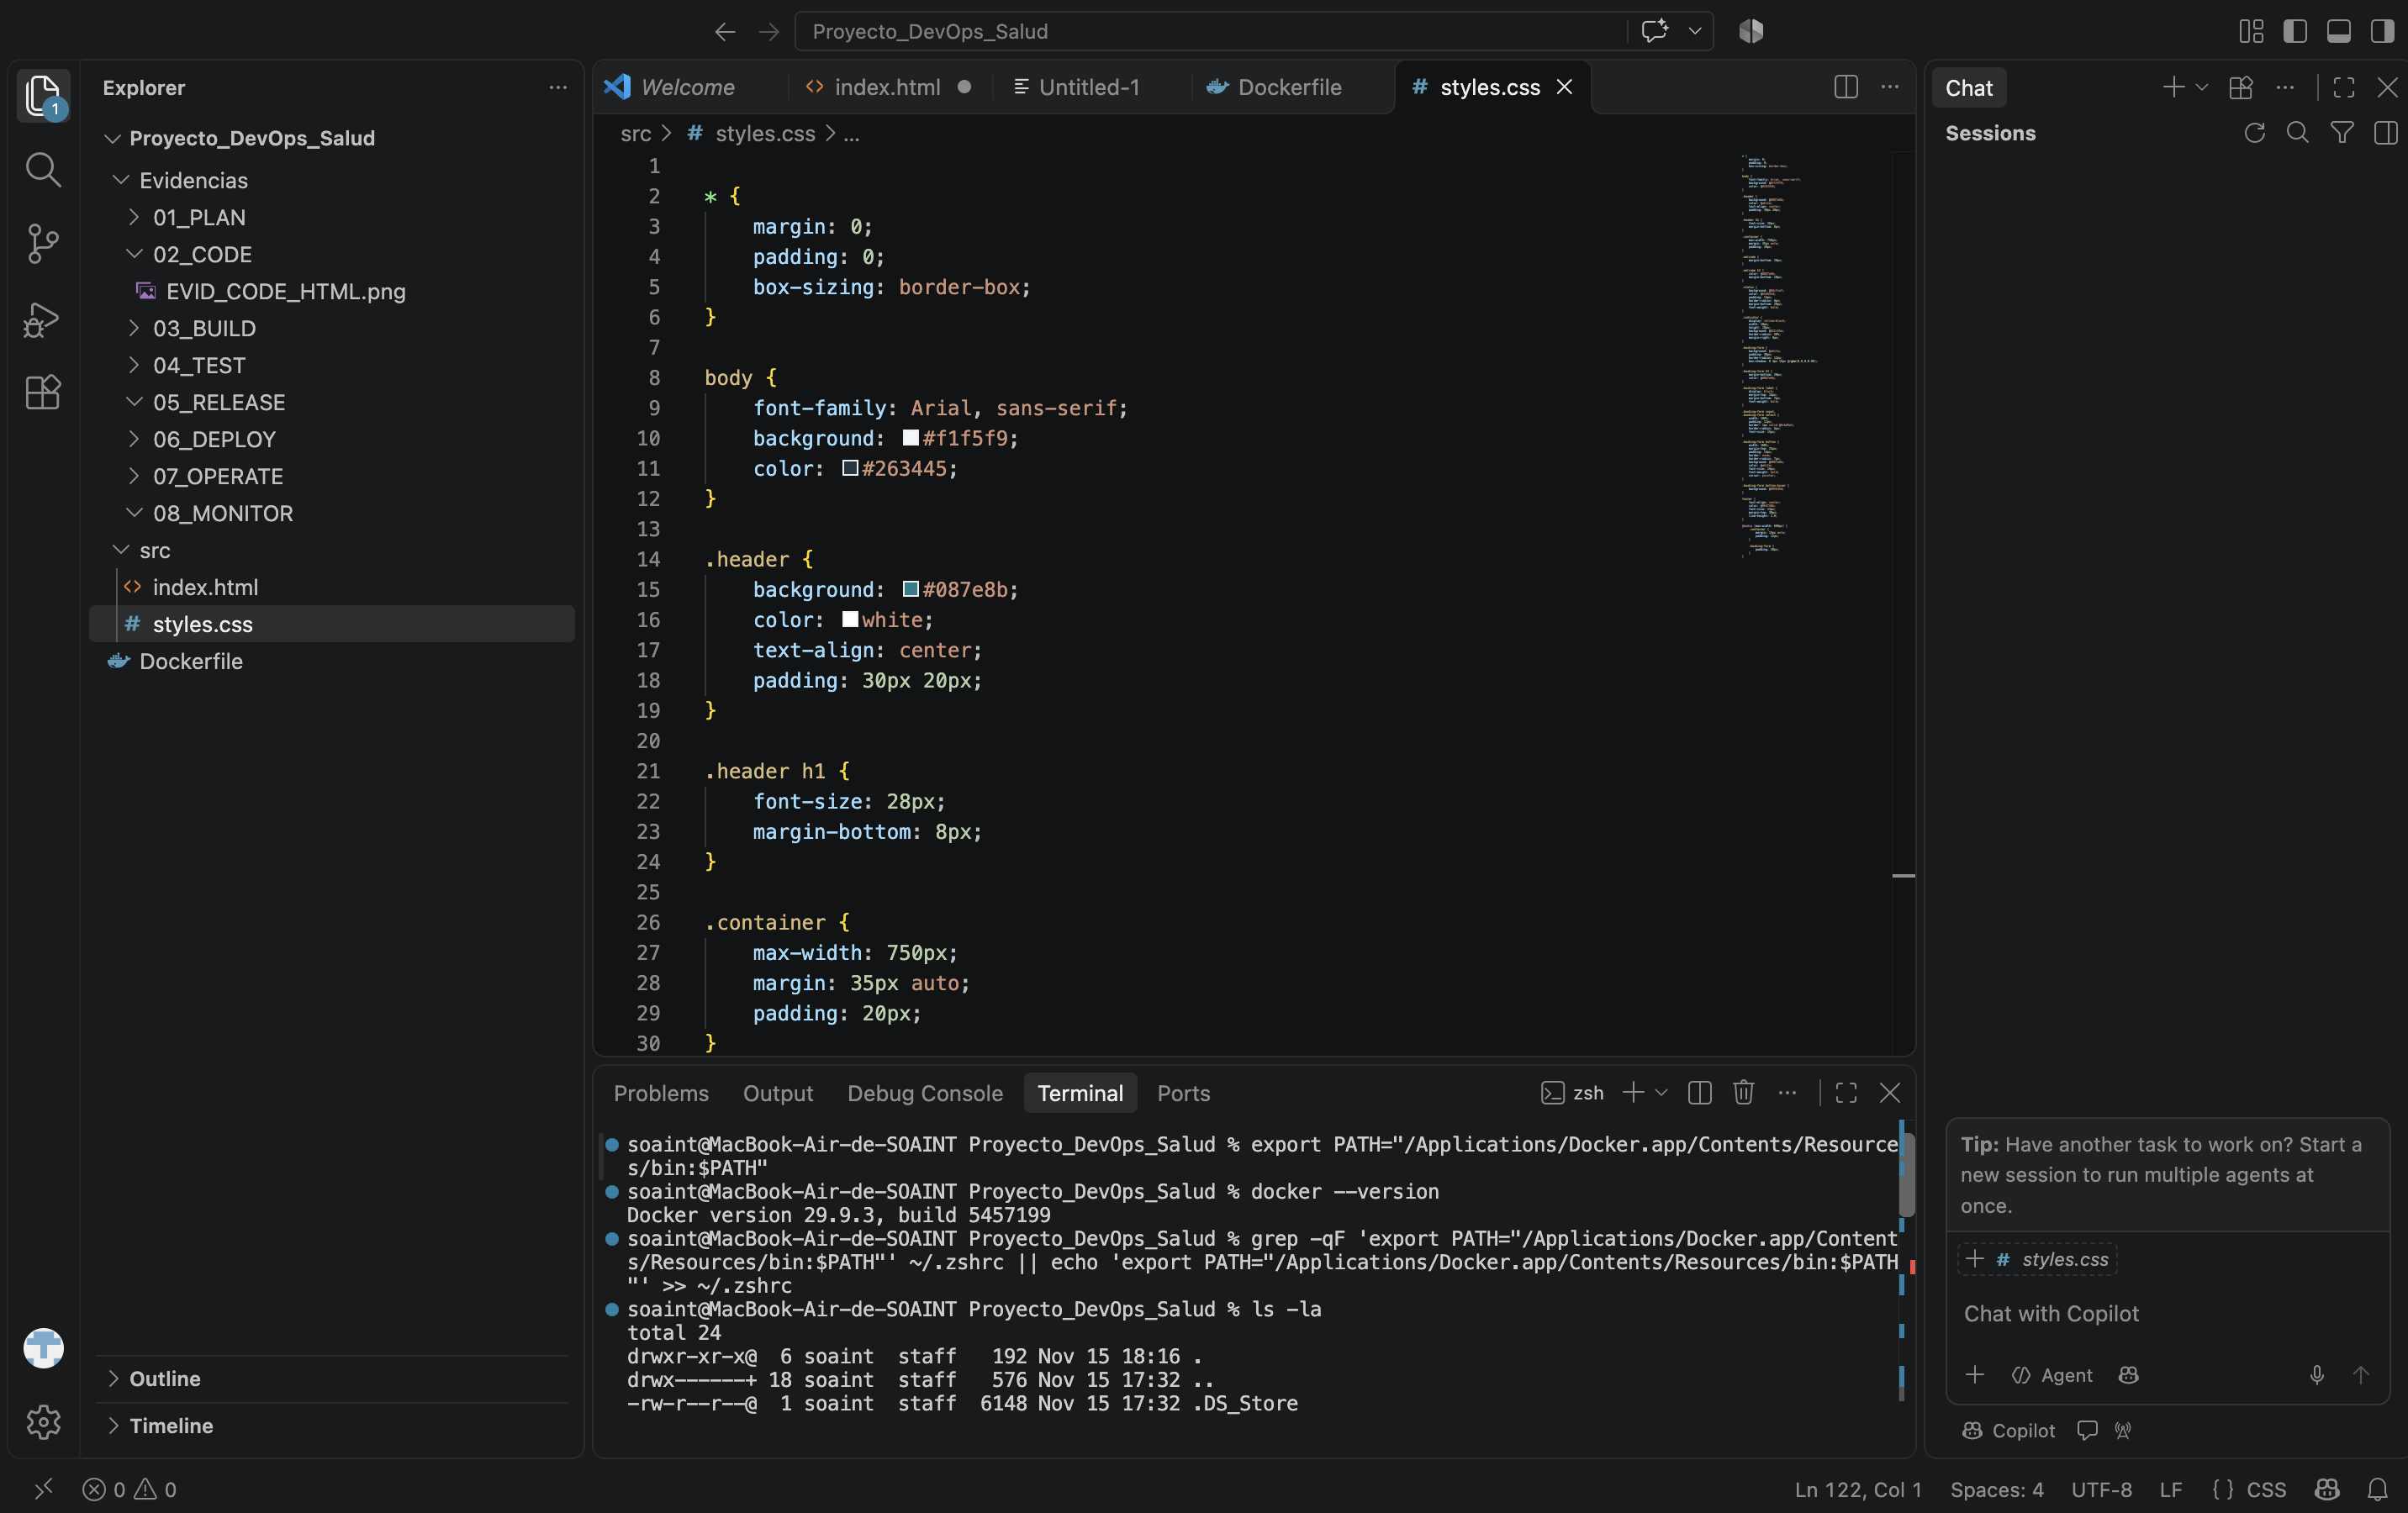 Proyecto_DevOps_Salud
Explorer
1
Proyecto_DevOps_Salud
Evidencias
01_PLAN
02_CODE
EVID_CODE_HTML.png
03_BUILD
04_TEST
05_RELEASE
06_DEPLOY
07_OPERATE
08_MONITOR
src
index.html
styles.css
Dockerfile
Outline
Timeline
Welcome
index.html
Untitled-1
Dockerfile
styles.css
src > # styles.css > ...
1
2 * {
3 margin: 0;
4 padding: 0;
5 box-sizing: border-box;
6 }
7
8 body {
9 font-family: Arial, sans-serif;
10 background: #f1f5f9;
11 color: #263445;
12 }
13
14 .header {
15 background: #087e8b;
16 color: white;
17 text-align: center;
18 padding: 30px 20px;
19 }
20
21 .header h1 {
22 font-size: 28px;
23 margin-bottom: 8px;
24 }
25
26 .container {
27 max-width: 750px;
28 margin: 35px auto;
29 padding: 20px;
30 }
Problems Output Debug Console Terminal Ports
zsh
soaint@MacBook-Air-de-SOAINT Proyecto_DevOps_Salud % export PATH="/Applications/Docker.app/Contents/Resource
s/bin:$PATH"
soaint@MacBook-Air-de-SOAINT Proyecto_DevOps_Salud % docker --version
Docker version 29.9.3, build 5457199
soaint@MacBook-Air-de-SOAINT Proyecto_DevOps_Salud % grep -qF 'export PATH="/Applications/Docker.app/Content
s/Resources/bin:$PATH"' ~/.zshrc || echo 'export PATH="/Applications/Docker.app/Contents/Resources/bin:$PATH
"' >> ~/.zshrc
soaint@MacBook-Air-de-SOAINT Proyecto_DevOps_Salud % ls -la
total 24
drwxr-xr-x@ 6 soaint staff 192 Nov 15 18:16 .
drwx------+ 18 soaint staff 576 Nov 15 17:32 ..
-rw-r--r--@ 1 soaint staff 6148 Nov 15 17:32 .DS_Store
Chat
Sessions
Tip: Have another task to work on? Start a
new session to run multiple agents at
once.
# styles.css
Chat with Copilot
Agent
Copilot
0 0
Ln 122, Col 1 Spaces: 4 UTF-8 LF {} CSS